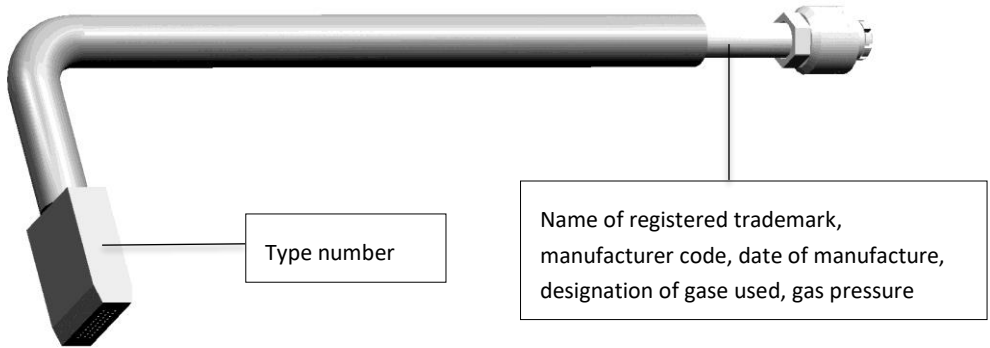 Type number
Name of registered trademark,
manufacturer code, date of manufacture,
designation of gase used, gas pressure